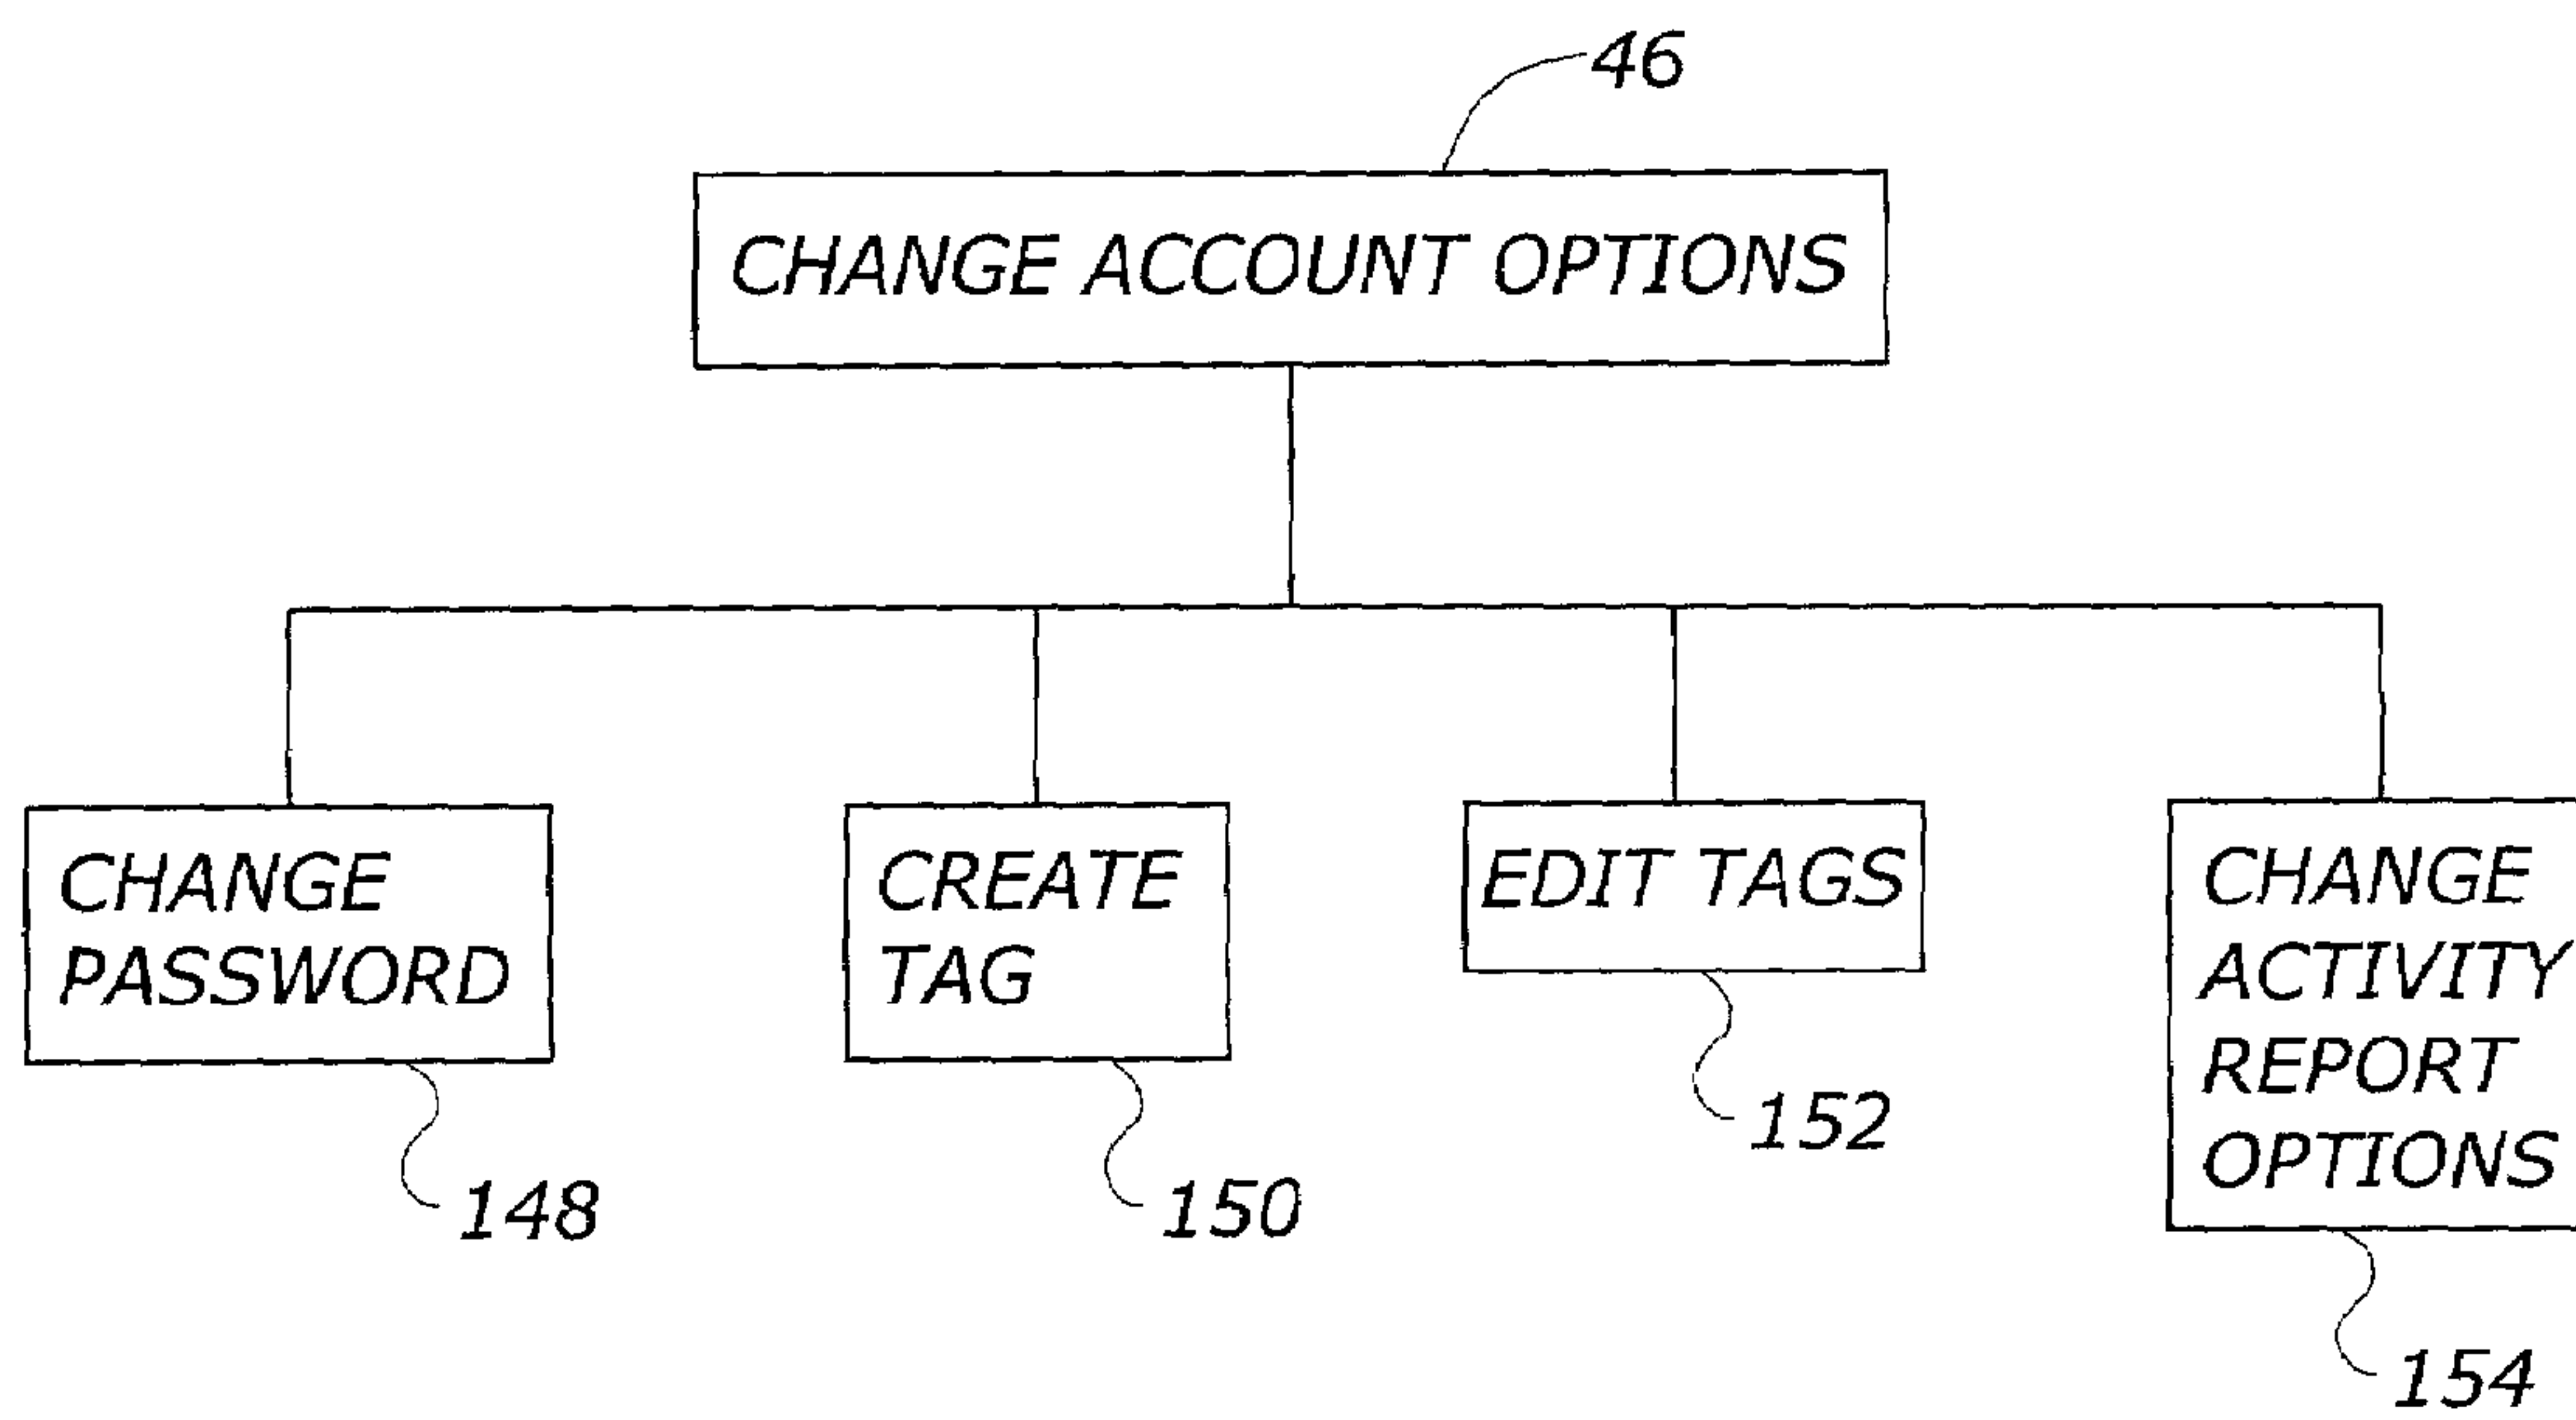 46
CHANGE ACCOUNT OPTIONS
CHANGE
PASSWORD
148
CREATE
TAG
150
EDIT TAGS
152
CHANGE
ACTIVITY
REPORT
OPTIONS
154